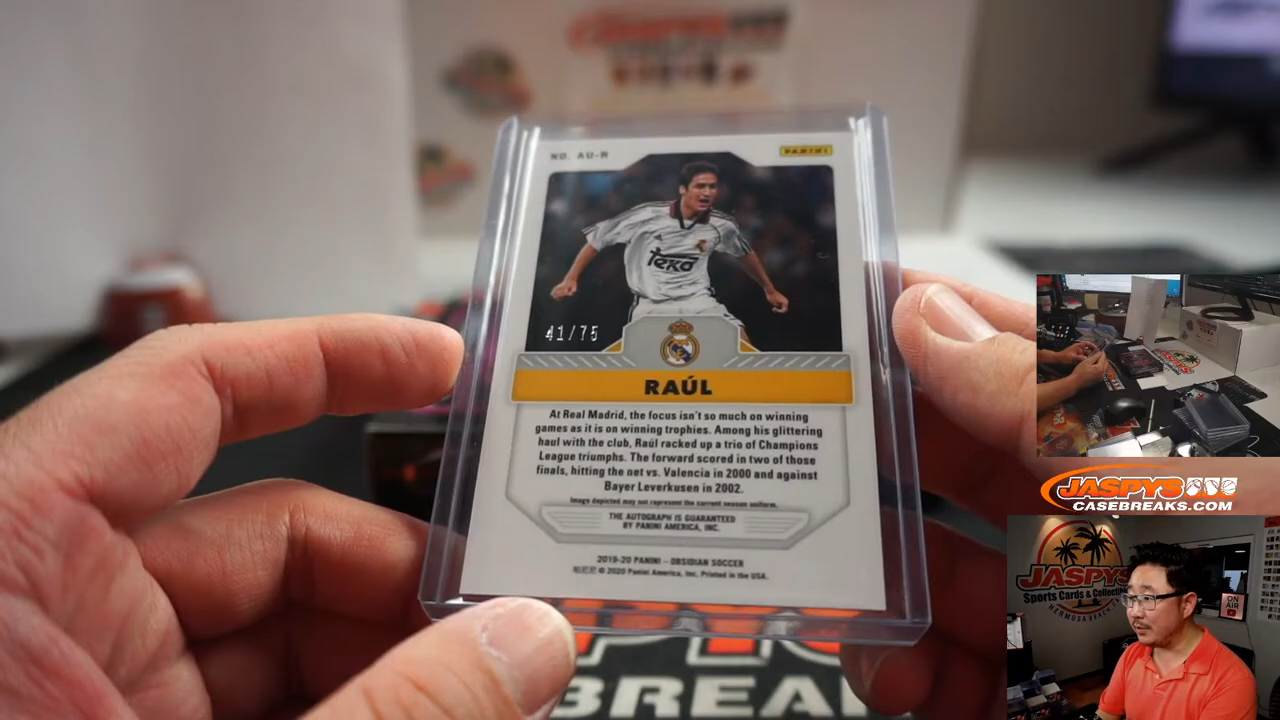 NO. AU-R
PANINI
teka
41/75
RAÚL
At Real Madrid, the focus isn't so much on winning
games as it is on winning trophies. Among his glittering
haul with the club, Raúl racked up a trio of Champions
League triumphs. The forward scored in two of those
finals, hitting the net vs. Valencia in 2000 and against
Bayer Leverkusen in 2002.
Image depicted may not represent the current season uniform.
THE AUTOGRAPH IS GUARANTEED
BY PANINI AMERICA, INC.
2019-20 PANINI – OBSIDIAN SOCCER
帕尼尼 © 2020 Panini America, Inc. Printed in the USA.
BREAK
JASPYS
CASEBREAKS.COM
JASPYS
Sports Cards & Collectibles
HERMOSA BEACH
ON
AIR